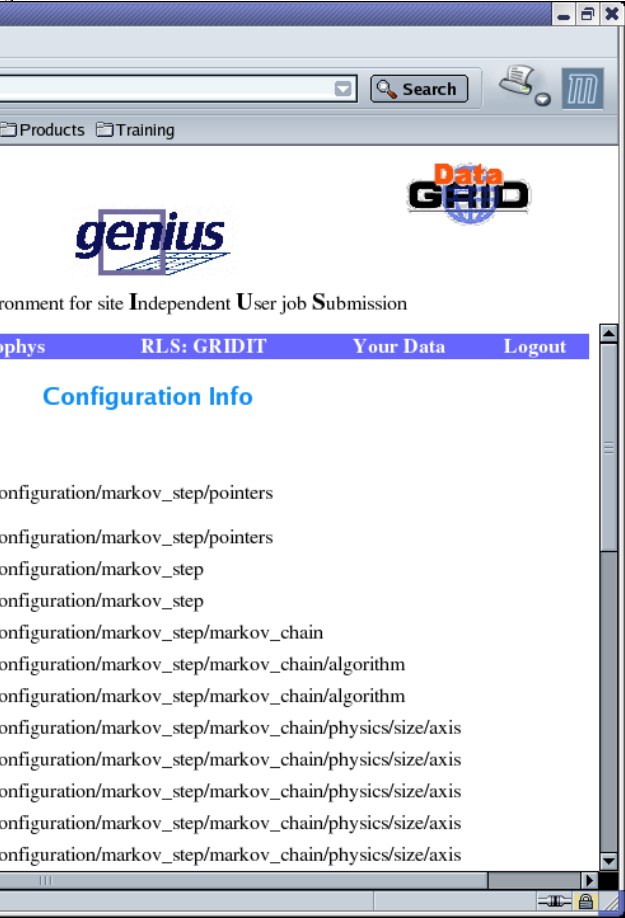 Search
Products Training
Data
GRID
genius
ronment for site Independent User job Submission
ophys RLS: GRIDIT Your Data Logout
Configuration Info
onfiguration/markov_step/pointers
onfiguration/markov_step/pointers
onfiguration/markov_step
onfiguration/markov_step
onfiguration/markov_step/markov_chain
onfiguration/markov_step/markov_chain/algorithm
onfiguration/markov_step/markov_chain/algorithm
onfiguration/markov_step/markov_chain/physics/size/axis
onfiguration/markov_step/markov_chain/physics/size/axis
onfiguration/markov_step/markov_chain/physics/size/axis
onfiguration/markov_step/markov_chain/physics/size/axis
onfiguration/markov_step/markov_chain/physics/size/axis